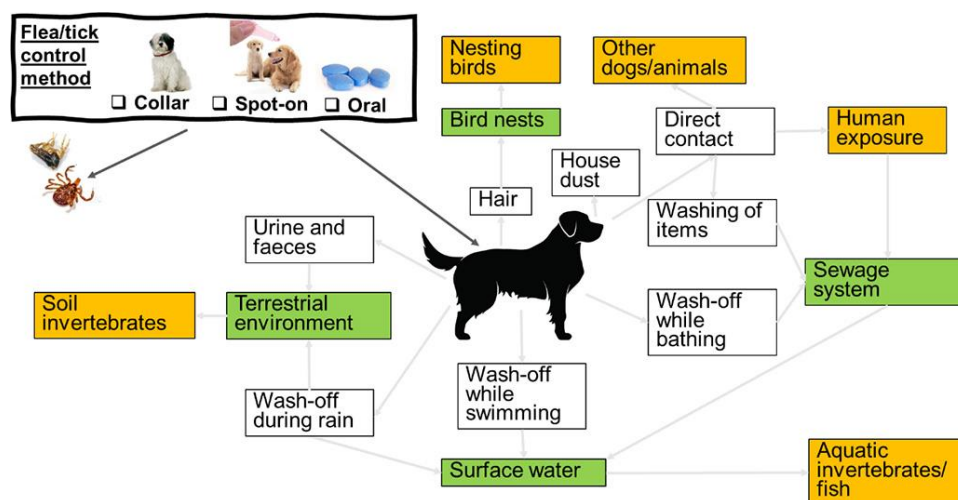 Flea/tick
control
method
❑ Collar
❑ Spot-on
❑ Oral
Nesting
birds
Other
dogs/animals
Bird nests
Direct
contact
Human
exposure
House
dust
Hair
Urine and
faeces
Washing of
items
Sewage
system
Soil
invertebrates
Terrestrial
environment
Wash-off
while
bathing
Wash-off
during rain
Wash-off
while
swimming
Surface water
Aquatic
invertebrates/
fish